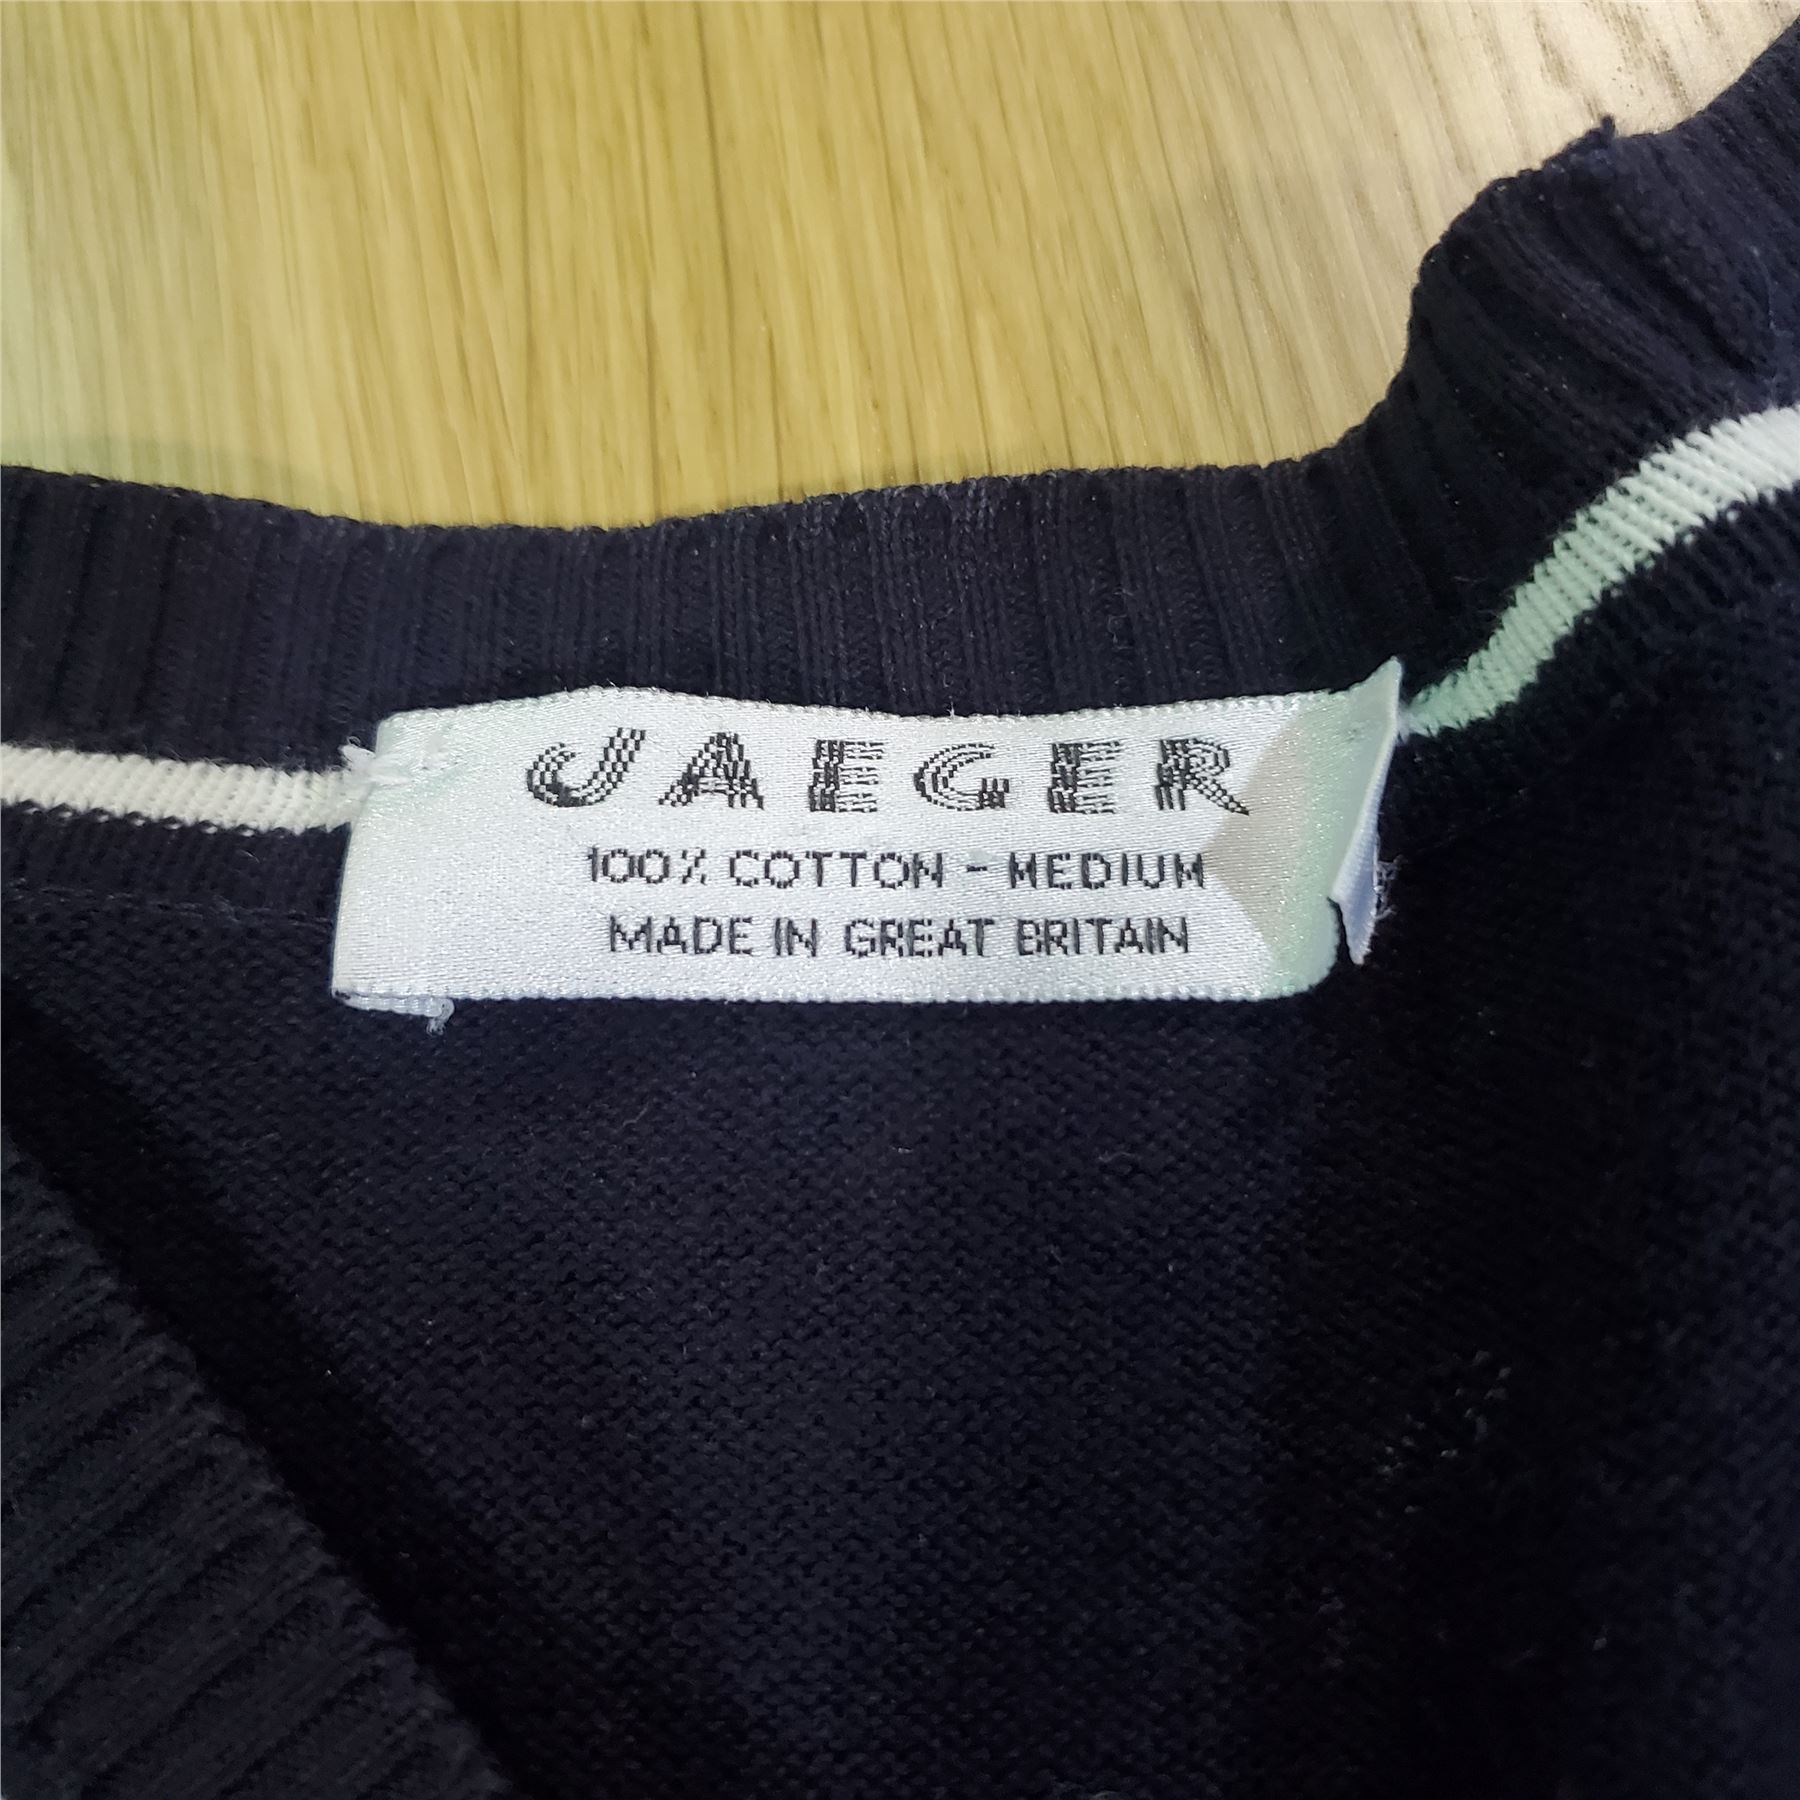 JAEGER
100% COTTON - MEDIUM
MADE IN GREAT BRITAIN